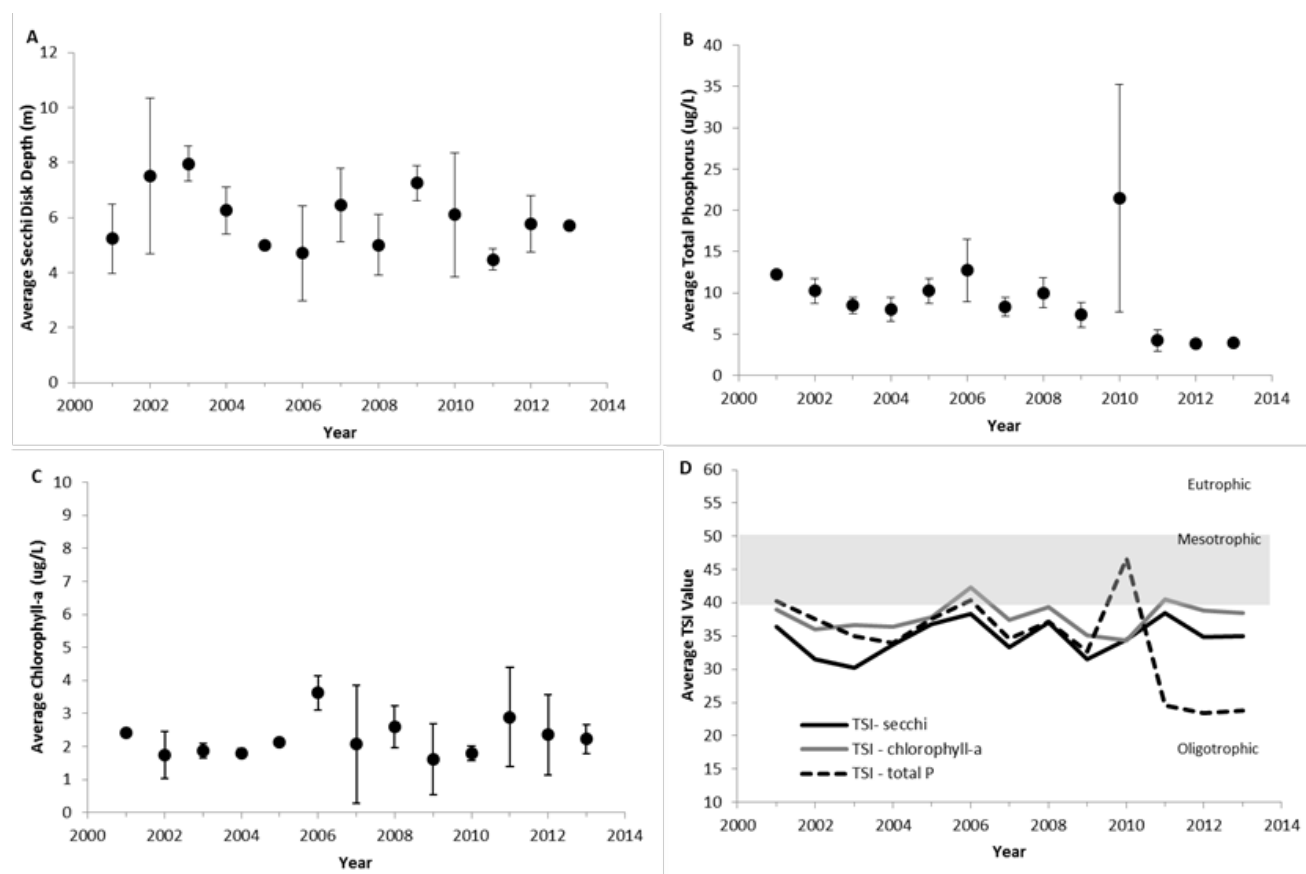 A
Average Secchi Disk Depth (m)
12
10
8
6
4
2
0
2000 2002 2004 2006 2008 2010 2012 2014
Year
B
Average Total Phosphorus (ug/L)
40
35
30
25
20
15
10
5
0
2000 2002 2004 2006 2008 2010 2012 2014
Year
C
Average Chlorophyll-a (ug/L)
10
9
8
7
6
5
4
3
2
1
0
2000 2002 2004 2006 2008 2010 2012 2014
Year
D
Average TSI Value
60
55
50
45
40
35
30
25
20
15
10
Eutrophic
Mesotrophic
Oligotrophic
TSI- secchi
TSI - chlorophyll-a
TSI - total P
2000 2002 2004 2006 2008 2010 2012 2014
Year